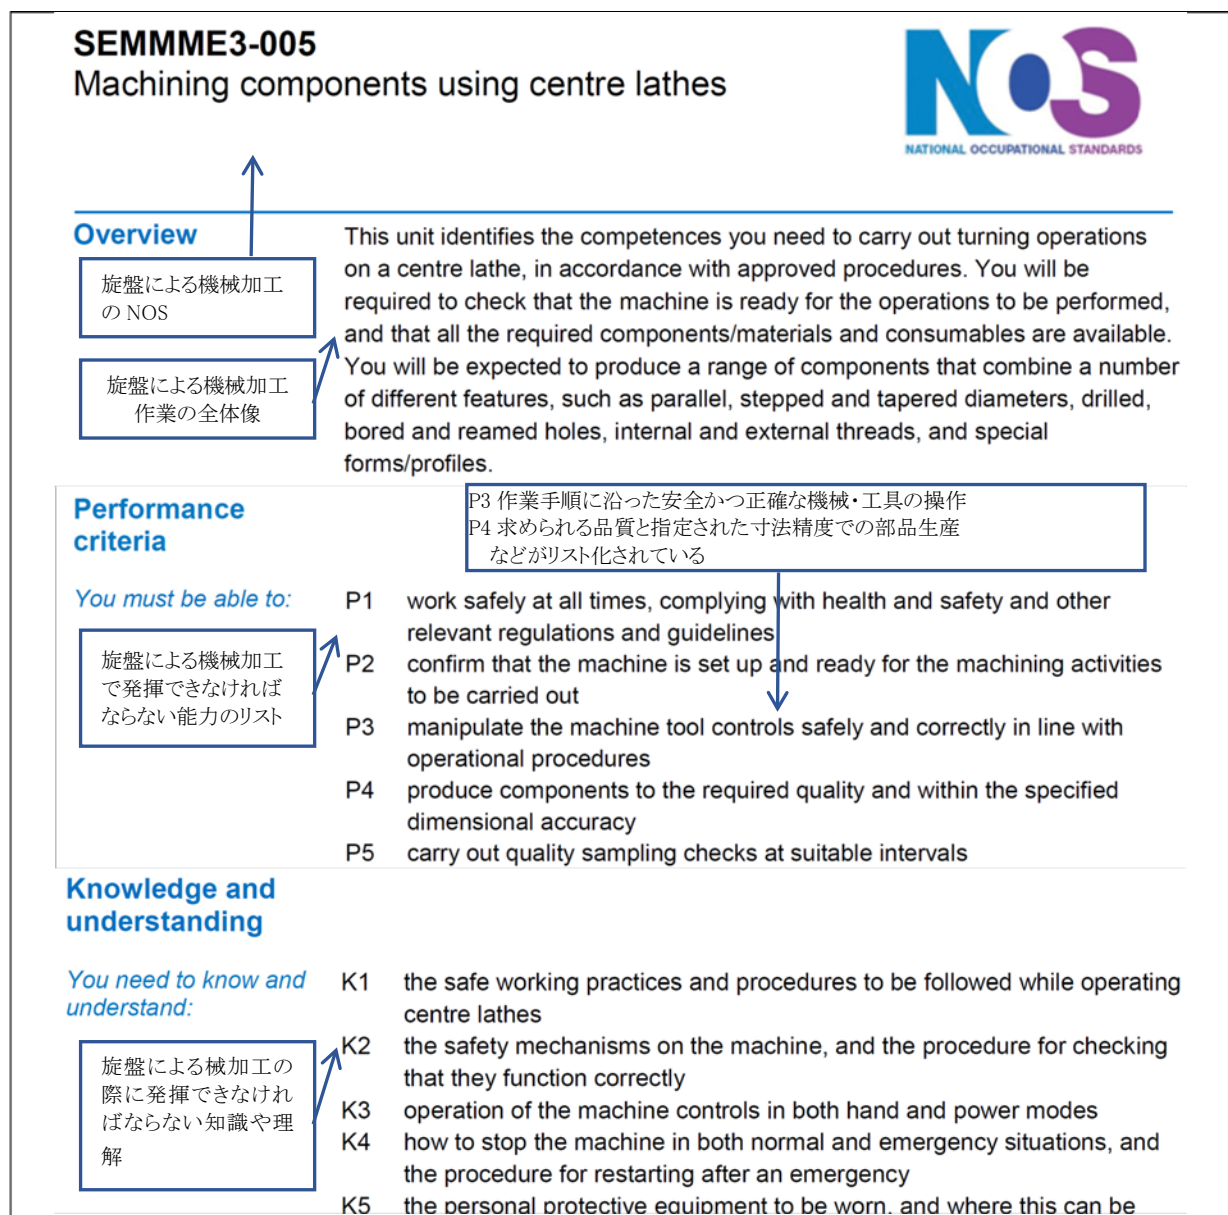 SEMMME3-005
Machining components using centre lathes
NOS
NATIONAL OCCUPATIONAL STANDARDS
Overview
旋盤による機械加工
の NOS
旋盤による機械加工
作業の全体像
This unit identifies the competences you need to carry out turning operations
on a centre lathe, in accordance with approved procedures. You will be
required to check that the machine is ready for the operations to be performed,
and that all the required components/materials and consumables are available.
You will be expected to produce a range of components that combine a number
of different features, such as parallel, stepped and tapered diameters, drilled,
bored and reamed holes, internal and external threads, and special
forms/profiles.
Performance
criteria
P3 作業手順に沿った安全かつ正確な機械・工具の操作
P4 求められる品質と指定された寸法精度での部品生産
などがリスト化されている
You must be able to:
旋盤による機械加工
で発揮できなければ
ならない能力のリスト
P1 work safely at all times, complying with health and safety and other
relevant regulations and guidelines
P2 confirm that the machine is set up and ready for the machining activities
to be carried out
P3 manipulate the machine tool controls safely and correctly in line with
operational procedures
P4 produce components to the required quality and within the specified
dimensional accuracy
P5 carry out quality sampling checks at suitable intervals
Knowledge and
understanding
You need to know and
understand:
旋盤による械加工の
際に発揮できなけれ
ばならない知識や理
解
K1 the safe working practices and procedures to be followed while operating
centre lathes
K2 the safety mechanisms on the machine, and the procedure for checking
that they function correctly
K3 operation of the machine controls in both hand and power modes
K4 how to stop the machine in both normal and emergency situations, and
the procedure for restarting after an emergency
K5 the personal protective equipment to be worn, and where this can be